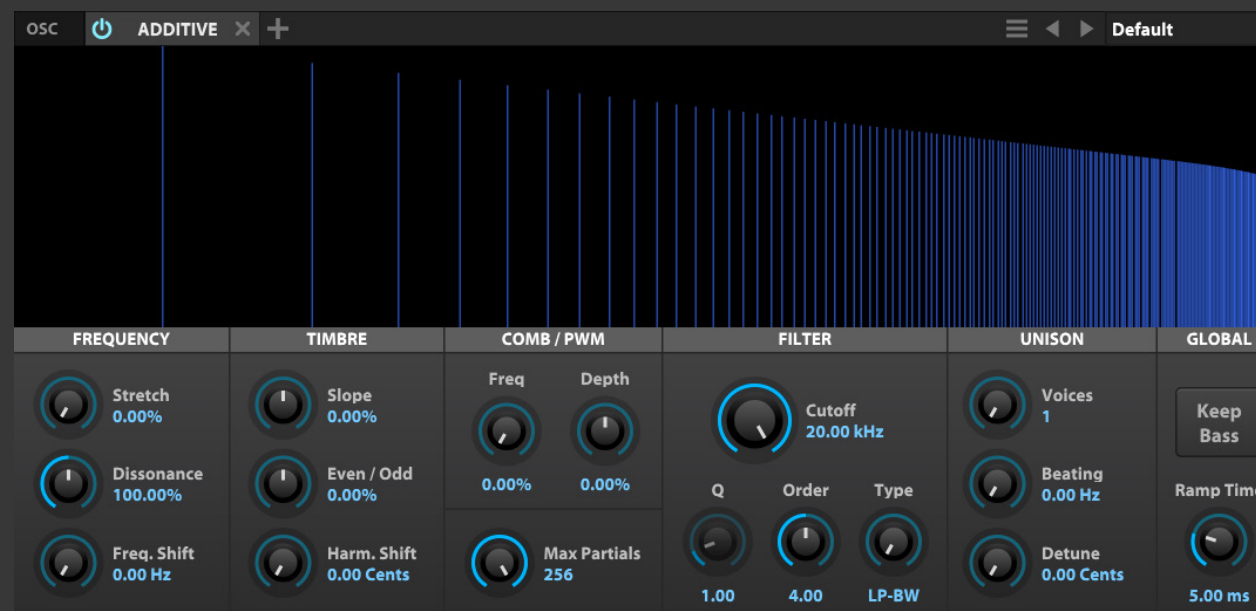 OSC ADDITIVE Default
FREQUENCY TIMBRE COMB / PWM FILTER UNISON GLOBAL
Stretch
0.00%
Dissonance
100.00%
Freq. Shift
0.00 Hz
Slope
0.00%
Even / Odd
0.00%
Harm. Shift
0.00 Cents
Freq Depth
0.00% 0.00%
Max Partials
256
Cutoff
20.00 kHz
Q Order Type
1.00 4.00 LP-BW
Voices
1
Beating
0.00 Hz
Detune
0.00 Cents
Keep
Bass
Ramp Time
5.00 ms